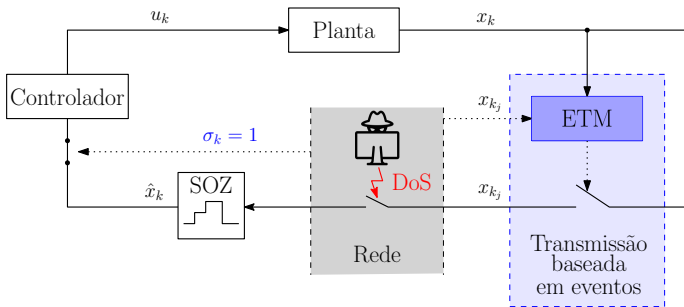 u_k
Planta
x_k
Controlador
x_{k_j}
ETM
σ_k = 1
DoS
x̂_k
SOZ
x_{k_j}
Rede
Transmissão
baseada
em eventos